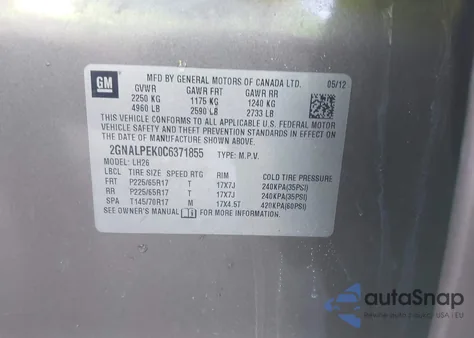 GM
MFD BY GENERAL MOTORS OF CANADA LTD. 05/12
GVWR GAWR FRT GAWR RR
2250 KG 1175 KG 1240 KG
4960 LB 2590 LB 2733 LB
THIS VEHICLE CONFORMS TO ALL APPLICABLE U.S. FEDERAL MOTOR
VEHICLE SAFETY, BUMPER, AND THEFT PREVENTION STANDARDS IN
EFFECT ON THE DATE OF MANUFACTURE SHOWN ABOVE.
2GNALPEK0C6371855 TYPE: M.P.V.
MODEL: LH26
LBCL TIRE SIZE SPEED RTG RIM COLD TIRE PRESSURE
FRT P225/65R17 T 17X7J 240KPA(35PSI)
RR P225/65R17 T 17X7J 240KPA(35PSI)
SPA T145/70R17 M 17X4.5T 420KPA(60PSI)
SEE OWNER'S MANUAL FOR MORE INFORMATION.
autoSnap
USA | EU